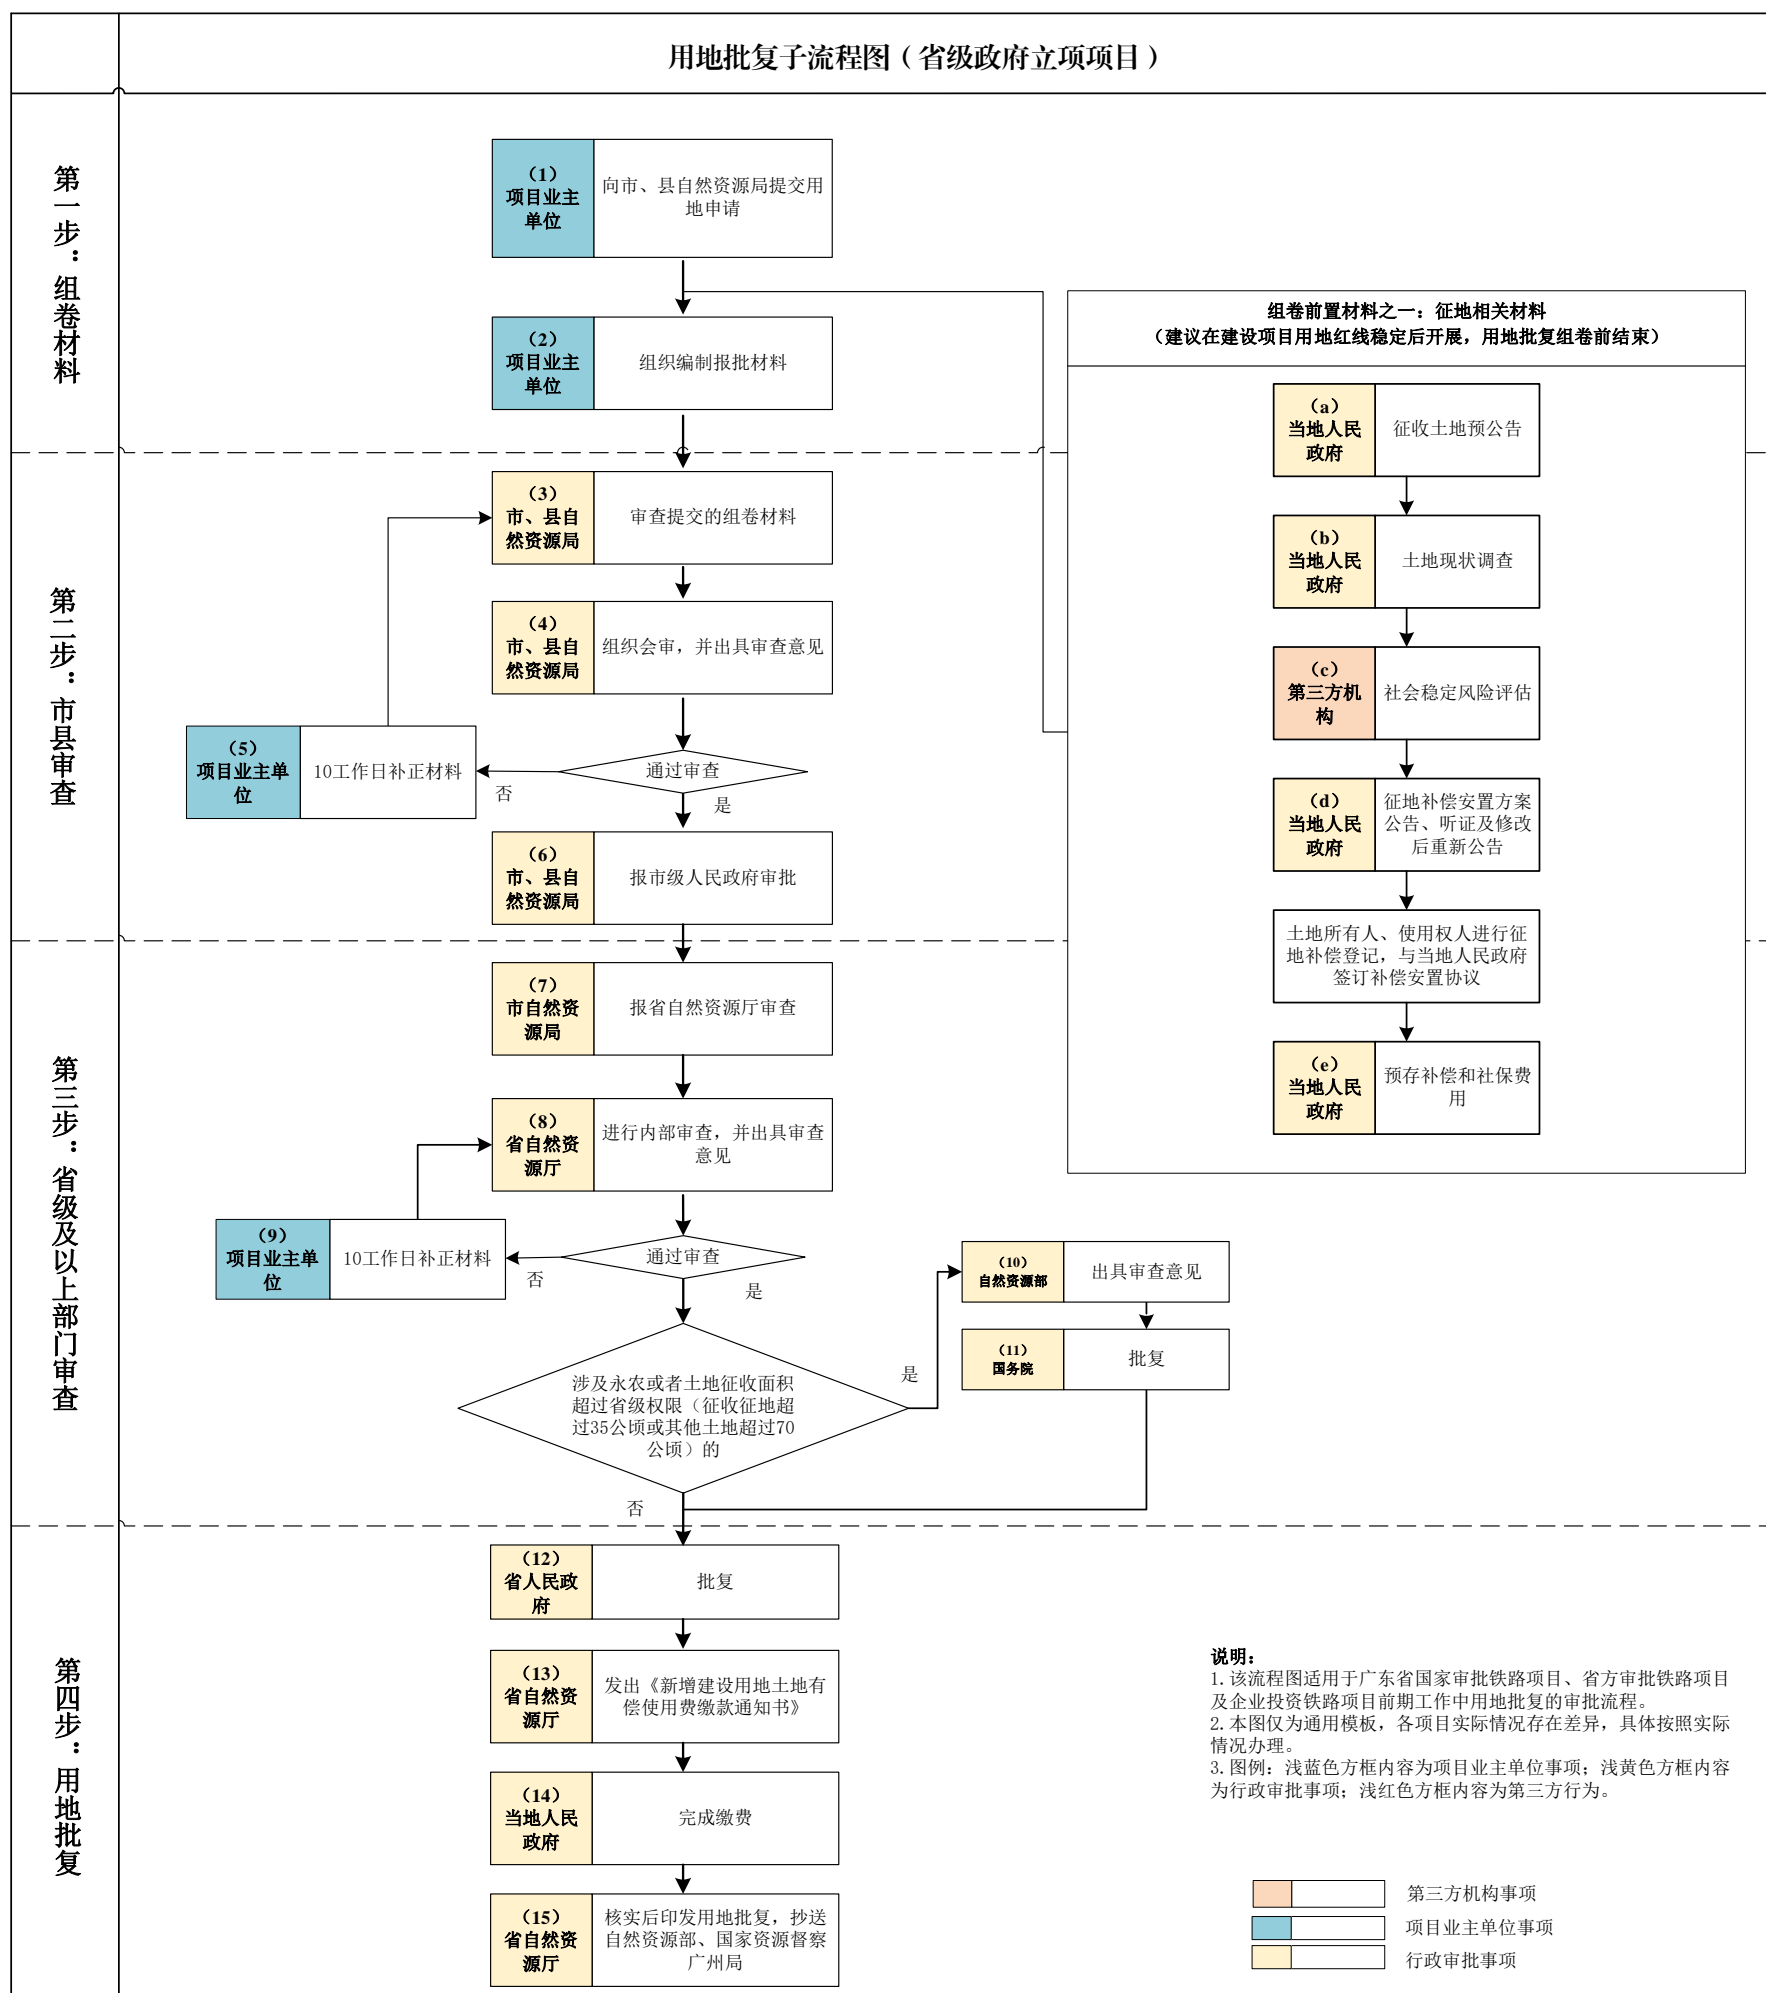 用地批复子流程图（省级政府立项项目）
第一步：组卷材料
（1）
项目业主
单位
向市、县自然资源局提交用
地申请
（2）
项目业主
单位
组织编制报批材料
组卷前置材料之一：征地相关材料
（建议在建设项目用地红线稳定后开展，用地批复组卷前结束）
（a）
当地人民
政府
征收土地预公告
（b）
当地人民
政府
土地现状调查
（c）
第三方机
构
社会稳定风险评估
（d）
当地人民
政府
征地补偿安置方案
公告、听证及修改
后重新公告
土地所有人、使用权人进行征
地补偿登记，与当地人民政府
签订补偿安置协议
（e）
当地人民
政府
预存补偿和社保费
用
第二步：市县审查
（3）
市、县自
然资源局
审查提交的组卷材料
（4）
市、县自
然资源局
组织会审，并出具审查意见
（5）
项目业主单
位
10工作日补正材料
否
通过审查
是
（6）
市、县自
然资源局
报市级人民政府审批
第三步：省级及以上部门审查
（7）
市自然资
源局
报省自然资源厅审查
（8）
省自然资
源厅
进行内部审查，并出具审查
意见
（9）
项目业主单
位
10工作日补正材料
否
通过审查
是
涉及永农或者土地征收面积
超过省级权限（征收征地超
过35公顷或其他土地超过70
公顷）的
是
否
（10）
自然资源部
出具审查意见
（11）
国务院
批复
第四步：用地批复
（12）
省人民政
府
批复
（13）
省自然资
源厅
发出《新增建设用地土地有
偿使用费缴款通知书》
（14）
当地人民
政府
完成缴费
（15）
省自然资
源厅
核实后印发用地批复，抄送
自然资源部、国家资源督察
广州局
说明：
1.该流程图适用于广东省国家审批铁路项目、省方审批铁路项目
及企业投资铁路项目前期工作中用地批复的审批流程。
2.本图仅为通用模板，各项目实际情况存在差异，具体按照实际
情况办理。
3.图例：浅蓝色方框内容为项目业主单位事项；浅黄色方框内容
为行政审批事项；浅红色方框内容为第三方行为。
第三方机构事项
项目业主单位事项
行政审批事项